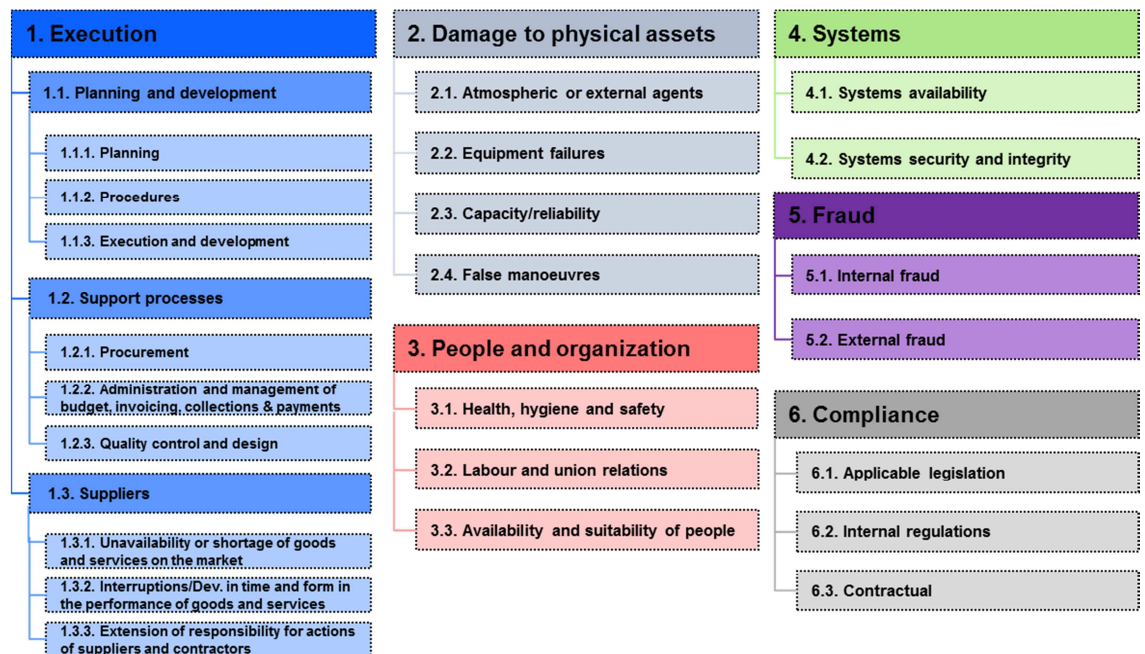 1. Execution
1.1. Planning and development
1.1.1. Planning
1.1.2. Procedures
1.1.3. Execution and development
1.2. Support processes
1.2.1. Procurement
1.2.2. Administration and management of
budget, invoicing, collections & payments
1.2.3. Quality control and design
1.3. Suppliers
1.3.1. Unavailability or shortage of goods
and services on the market
1.3.2. Interruptions/Dev. in time and form in
the performance of goods and services
1.3.3. Extension of responsibility for actions
of suppliers and contractors
2. Damage to physical assets
2.1. Atmospheric or external agents
2.2. Equipment failures
2.3. Capacity/reliability
2.4. False manoeuvres
3. People and organization
3.1. Health, hygiene and safety
3.2. Labour and union relations
3.3. Availability and suitability of people
4. Systems
4.1. Systems availability
4.2. Systems security and integrity
5. Fraud
5.1. Internal fraud
5.2. External fraud
6. Compliance
6.1. Applicable legislation
6.2. Internal regulations
6.3. Contractual